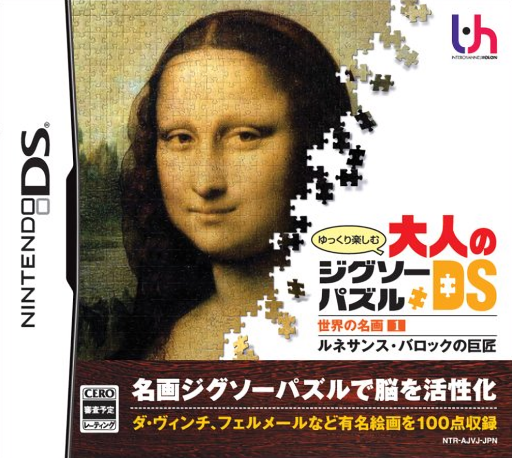 NINTENDO DS®
Uh
INTERCHANNEL-HOLON
ゆっくり楽しむ
大人の
ジグソー
パズル DS
世界の名画 1
ルネサンス・バロックの巨匠
CERO
審査予定
レーティング
名画ジグソーパズルで脳を活性化
ダ・ヴィンチ、フェルメールなど有名絵画を100点収録
NTR-AJVJ-JPN